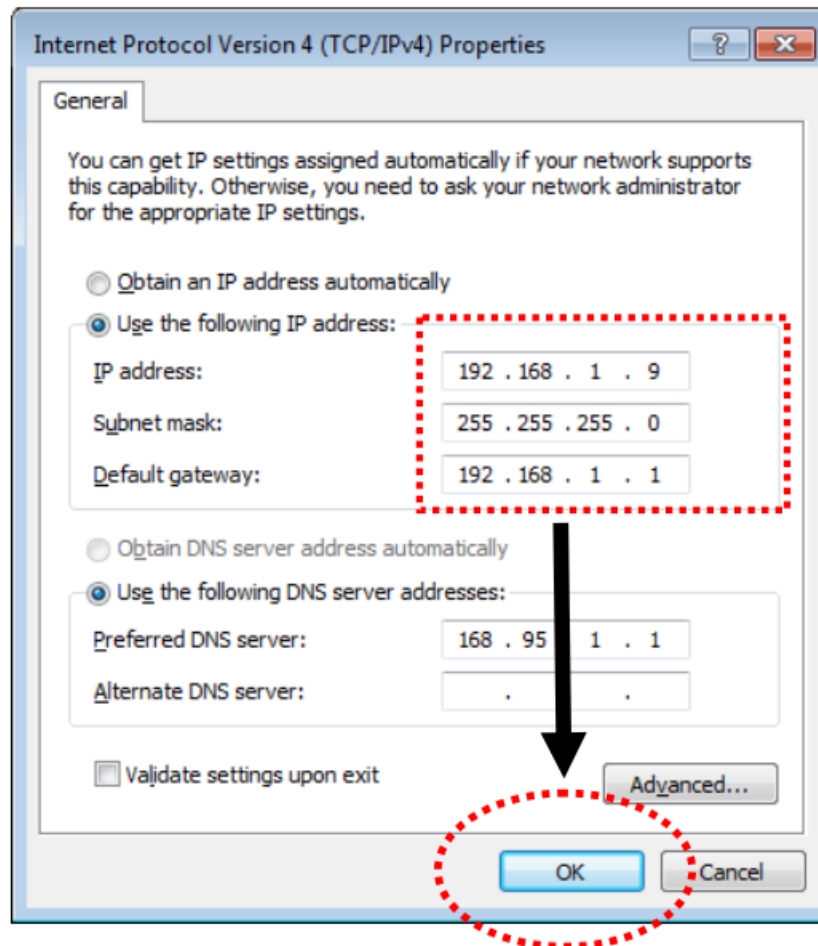 Internet Protocol Version 4 (TCP/IPv4) Properties
General
You can get IP settings assigned automatically if your network supports
this capability. Otherwise, you need to ask your network administrator
for the appropriate IP settings.
Obtain an IP address automatically
Use the following IP address:
IP address: 192 . 168 . 1 . 9
Subnet mask: 255 . 255 . 255 . 0
Default gateway: 192 . 168 . 1 . 1
Obtain DNS server address automatically
Use the following DNS server addresses:
Preferred DNS server: 168 . 95 1 . 1
Alternate DNS server: . .
Validate settings upon exit
Advanced...
OK Cancel